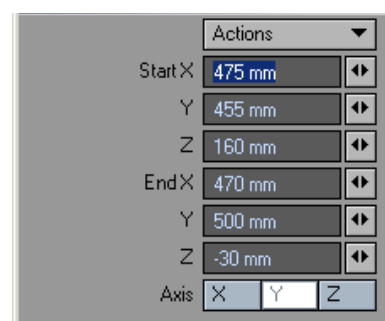 Actions
Start X 475 mm
Y 455 mm
Z 160 mm
End X 470 mm
Y 500 mm
Z -30 mm
Axis X Y Z